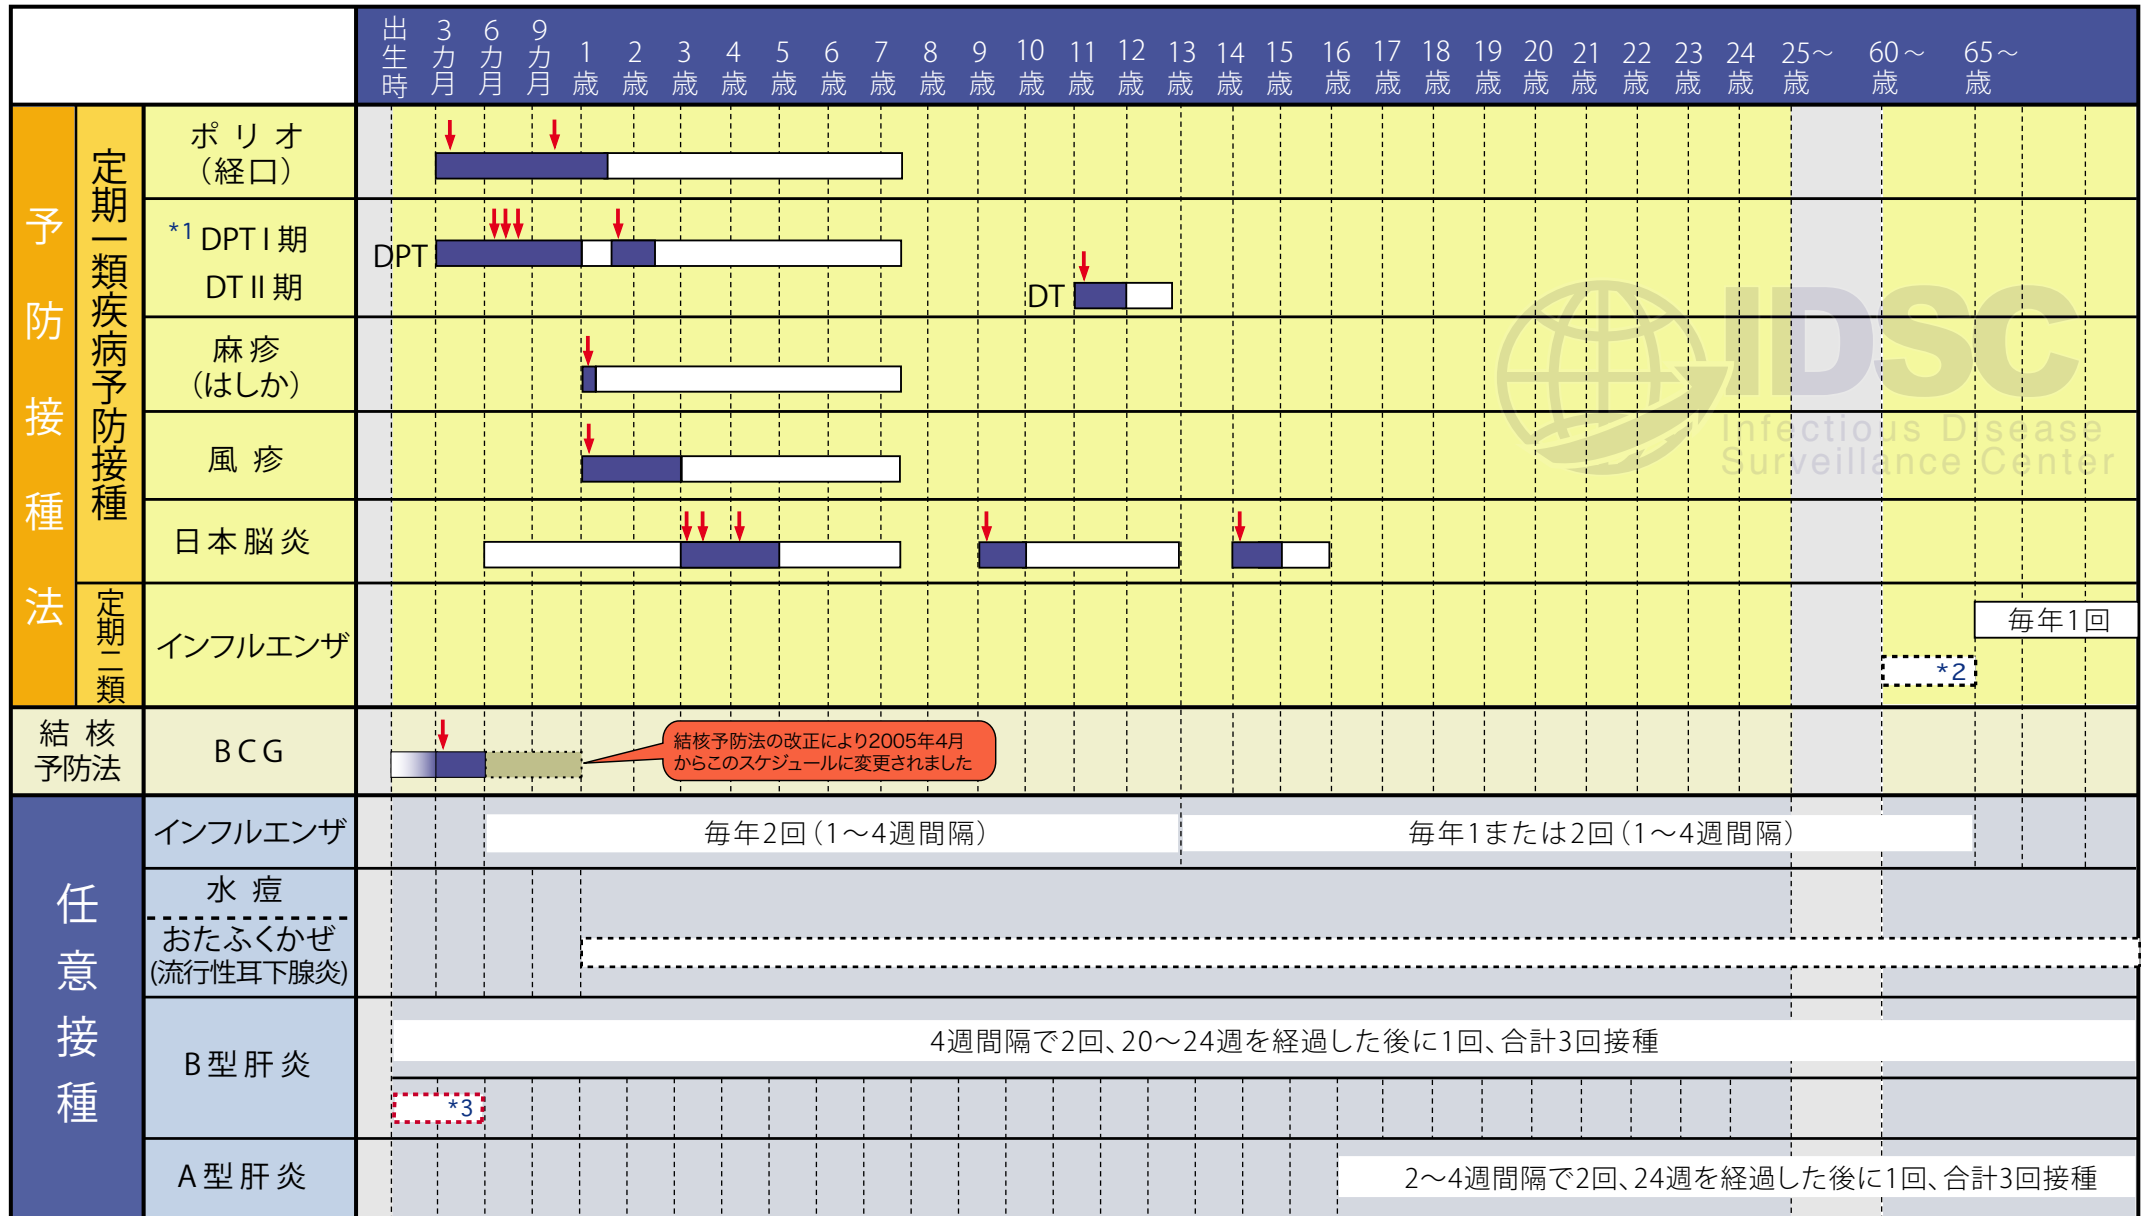 出生時 3カ月 6カ月 9カ月 1歳 2歳 3歳 4歳 5歳 6歳 7歳 8歳 9歳 10歳 11歳 12歳 13歳 14歳 15歳 16歳 17歳 18歳 19歳 20歳 21歳 22歳 23歳 24歳 25〜歳 60〜歳 65〜歳
予防接種法
定期一類疾病予防接種
ポリオ
（経口）
*1 DPT I 期
DT II 期
DPT
DT
麻疹
（はしか）
風疹
日本脳炎
IDSC
Infectious Disease
Surveillance Center
定期二類
インフルエンザ
毎年1回
*2
結核
予防法
BCG
結核予防法の改正により2005年4月
からこのスケジュールに変更されました
任意接種
インフルエンザ
毎年2回（1〜4週間隔）
毎年1または2回（1〜4週間隔）
水痘
おたふくかぜ
(流行性耳下腺炎)
B型肝炎
4週間隔で2回、20〜24週を経過した後に1回、合計3回接種
*3
A型肝炎
2〜4週間隔で2回、24週を経過した後に1回、合計3回接種